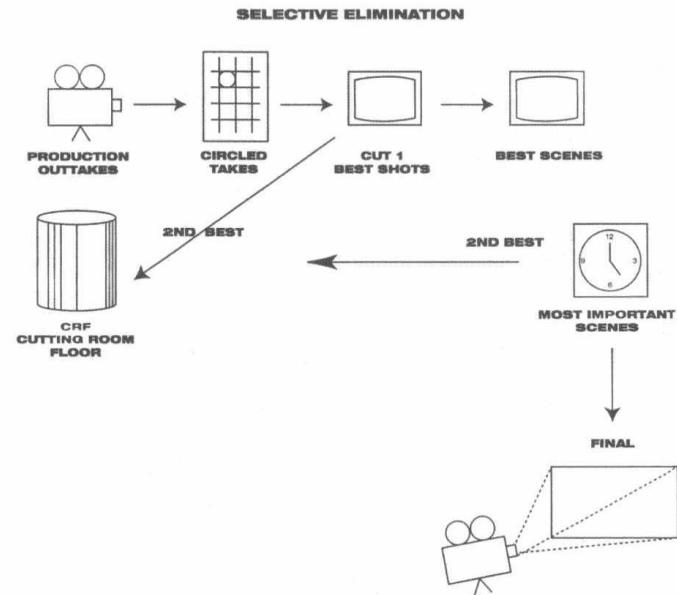 SELECTIVE ELIMINATION
PRODUCTION
OUTTAKES
CIRCLED
TAKES
CUT 1
BEST SHOTS
BEST SCENES
2ND BEST
2ND BEST
12
9
3
6
CRF
CUTTING ROOM
FLOOR
MOST IMPORTANT
SCENES
FINAL